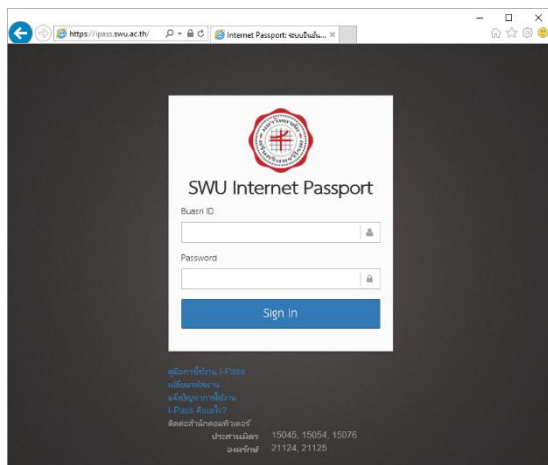 https://ipass.swu.ac.th/
Internet Passport: ระบบยืนยัน...
SWU Internet Passport
Buasri ID
Password
Sign In
คู่มือการใช้งาน I-Pass
เปลี่ยนรหัสผ่าน
แจ้งปัญหาการใช้งาน
I-Pass คืออะไร?
ติดต่อสำนักคอมพิวเตอร์
ประสานมิตร 15045, 15054, 15076
องครักษ์ 21124, 21125